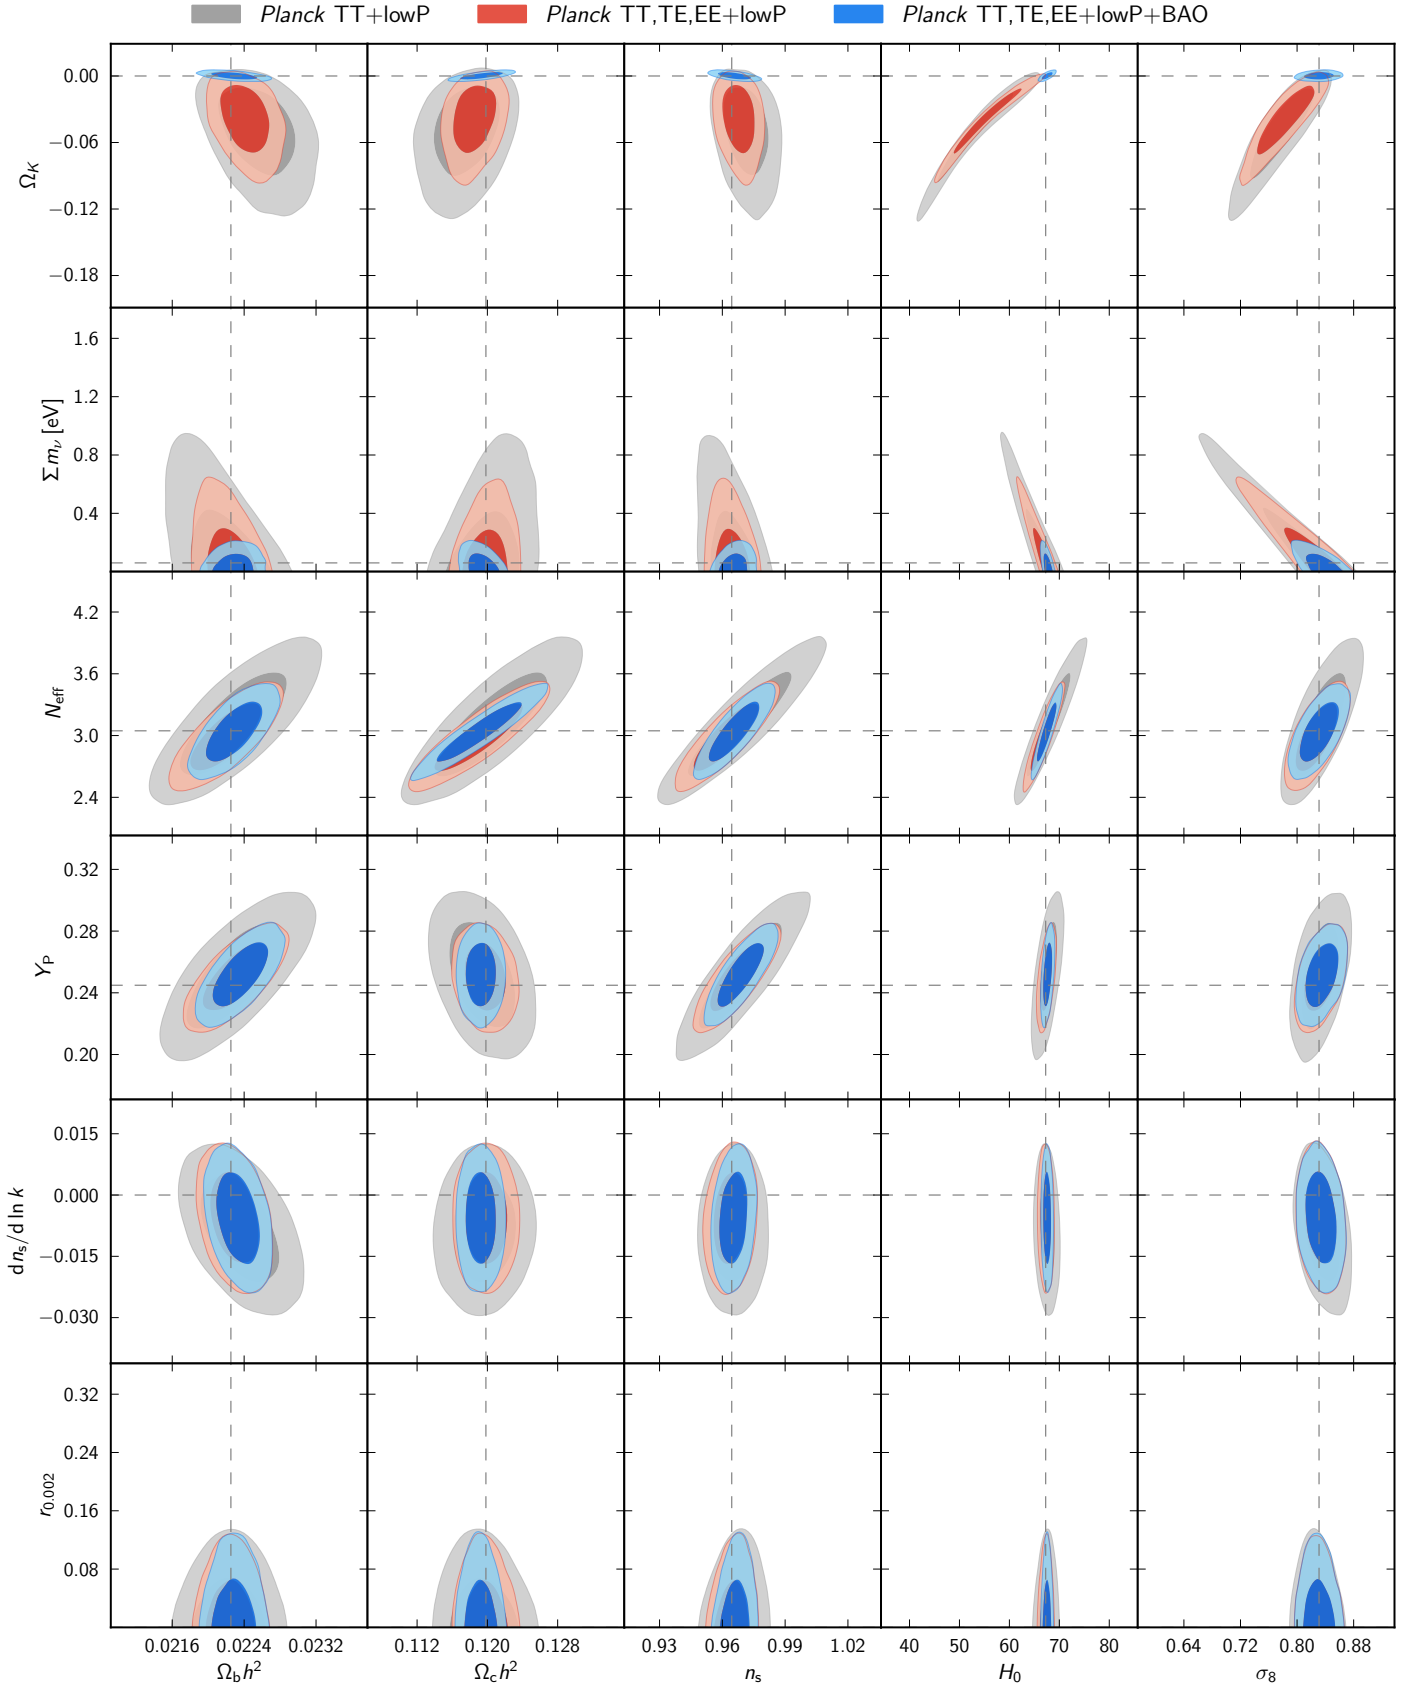 Planck TT+lowP Planck TT,TE,EE+lowP Planck TT,TE,EE+lowP+BAO
0.00
−0.06
−0.12
−0.18
Ω_K
1.6
1.2
0.8
0.4
Σm_ν [eV]
4.2
3.6
3.0
2.4
N_eff
0.32
0.28
0.24
0.20
Y_P
0.015
0.000
−0.015
−0.030
dn_s/d ln k
0.32
0.24
0.16
0.08
r_0.002
0.0216 0.0224 0.0232 0.112 0.120 0.128 0.93 0.96 0.99 1.02 40 50 60 70 80 0.64 0.72 0.80 0.88
Ω_b h² Ω_c h² n_s H_0 σ_8